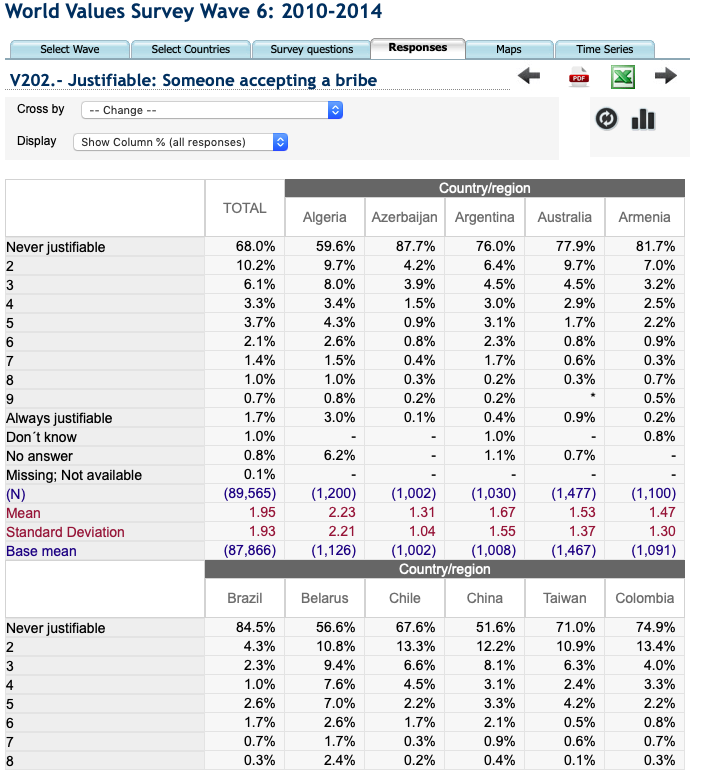 World Values Survey Wave 6: 2010-2014
Select Wave Select Countries Survey questions Responses Maps Time Series
V202.- Justifiable: Someone accepting a bribe PDF
Cross by -- Change --
Display Show Column % (all responses)
Country/region
TOTAL Algeria Azerbaijan Argentina Australia Armenia
Never justifiable 68.0% 59.6% 87.7% 76.0% 77.9% 81.7%
2 10.2% 9.7% 4.2% 6.4% 9.7% 7.0%
3 6.1% 8.0% 3.9% 4.5% 4.5% 3.2%
4 3.3% 3.4% 1.5% 3.0% 2.9% 2.5%
5 3.7% 4.3% 0.9% 3.1% 1.7% 2.2%
6 2.1% 2.6% 0.8% 2.3% 0.8% 0.9%
7 1.4% 1.5% 0.4% 1.7% 0.6% 0.3%
8 1.0% 1.0% 0.3% 0.2% 0.3% 0.7%
9 0.7% 0.8% 0.2% 0.2% * 0.5%
Always justifiable 1.7% 3.0% 0.1% 0.4% 0.9% 0.2%
Don´t know 1.0% - - 1.0% - 0.8%
No answer 0.8% 6.2% - 1.1% 0.7% -
Missing; Not available 0.1% - - - - -
(N) (89,565) (1,200) (1,002) (1,030) (1,477) (1,100)
Mean 1.95 2.23 1.31 1.67 1.53 1.47
Standard Deviation 1.93 2.21 1.04 1.55 1.37 1.30
Base mean (87,866) (1,126) (1,002) (1,008) (1,467) (1,091)
Country/region
Brazil Belarus Chile China Taiwan Colombia
Never justifiable 84.5% 56.6% 67.6% 51.6% 71.0% 74.9%
2 4.3% 10.8% 13.3% 12.2% 10.9% 13.4%
3 2.3% 9.4% 6.6% 8.1% 6.3% 4.0%
4 1.0% 7.6% 4.5% 3.1% 2.4% 3.3%
5 2.6% 7.0% 2.2% 3.3% 4.2% 2.2%
6 1.7% 2.6% 1.7% 2.1% 0.5% 0.8%
7 0.7% 1.7% 0.3% 0.9% 0.6% 0.7%
8 0.3% 2.4% 0.2% 0.4% 0.1% 0.3%